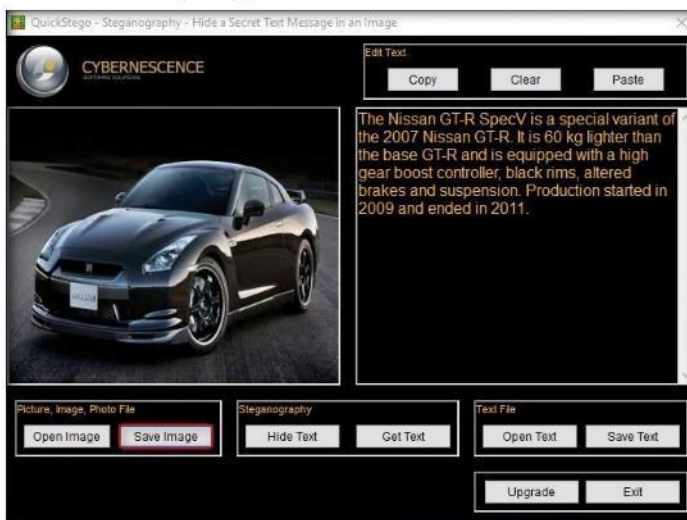 QuickStego - Steganography - Hide a Secret Text Message in an Image
CYBERNESCENCE
SOFTWARE SOLUTIONS
Edit Text
Copy
Clear
Paste
The Nissan GT-R SpecV is a special variant of
the 2007 Nissan GT-R. It is 60 kg lighter than
the base GT-R and is equipped with a high
gear boost controller, black rims, altered
brakes and suspension. Production started in
2009 and ended in 2011.
Picture, Image, Photo File
Open Image
Save Image
Steganography
Hide Text
Get Text
Text File
Open Text
Save Text
Upgrade
Exit